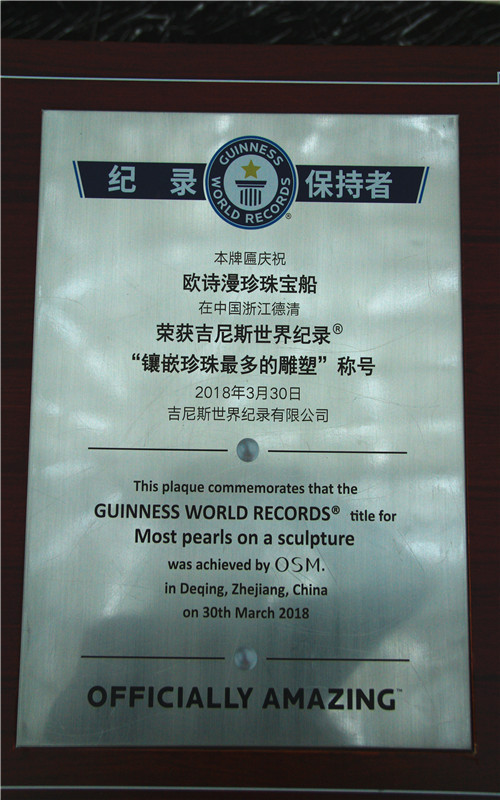 纪 录 保持者
GUINNESS WORLD RECORDS®
本牌匾庆祝
欧诗漫珍珠宝船
在中国浙江德清
荣获吉尼斯世界纪录®
“镶嵌珍珠最多的雕塑”称号
2018年3月30日
吉尼斯世界纪录有限公司
This plaque commemorates that the
GUINNESS WORLD RECORDS® title for
Most pearls on a sculpture
was achieved by OSM.
in Deqing, Zhejiang, China
on 30th March 2018
OFFICIALLY AMAZING™